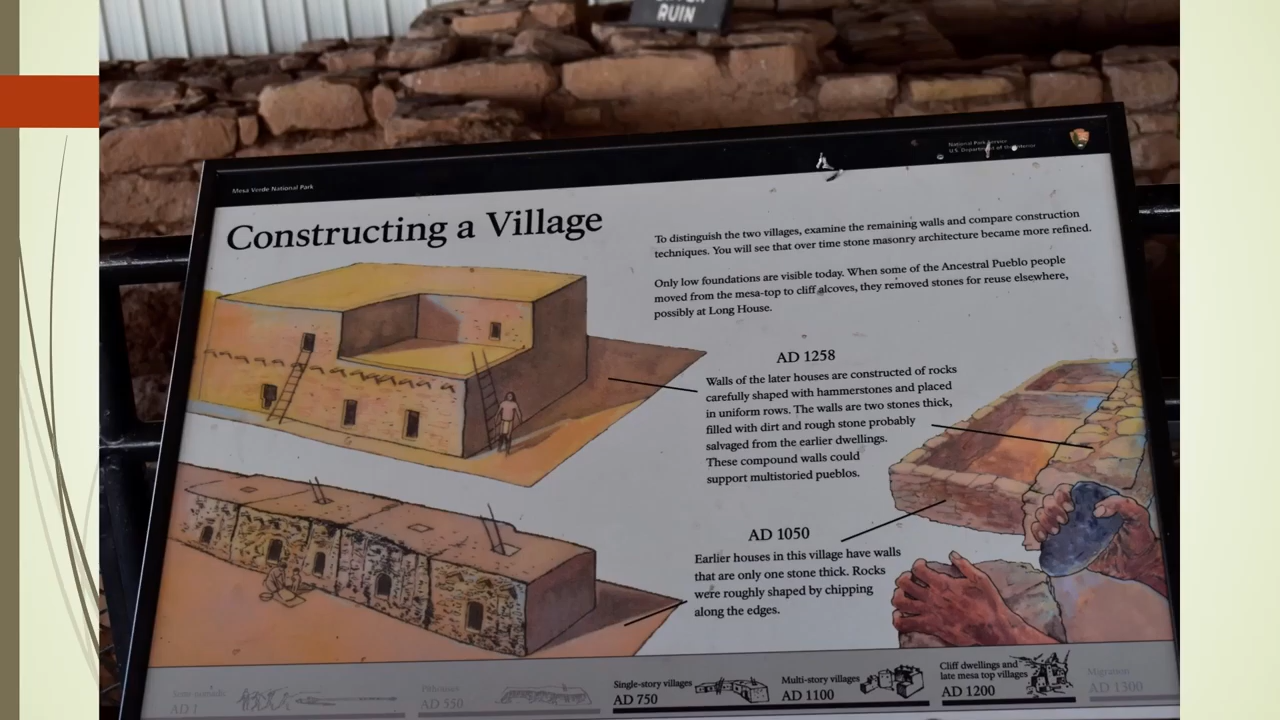 RUIN
Mesa Verde National Park
National Park Service
U.S. Department of the Interior
Constructing a Village
To distinguish the two villages, examine the remaining walls and compare construction
techniques. You will see that over time stone masonry architecture became more refined.
Only low foundations are visible today. When some of the Ancestral Pueblo people
moved from the mesa-top to cliff alcoves, they removed stones for reuse elsewhere,
possibly at Long House.
AD 1258
Walls of the later houses are constructed of rocks
carefully shaped with hammerstones and placed
in uniform rows. The walls are two stones thick,
filled with dirt and rough stone probably
salvaged from the earlier dwellings.
These compound walls could
support multistoried pueblos.
AD 1050
Earlier houses in this village have walls
that are only one stone thick. Rocks
were roughly shaped by chipping
along the edges.
AD 1
AD 550
Single-story villages
AD 750
Multi-story villages
AD 1100
Cliff dwellings and
late mesa top villages
AD 1200
Migration
AD 1300